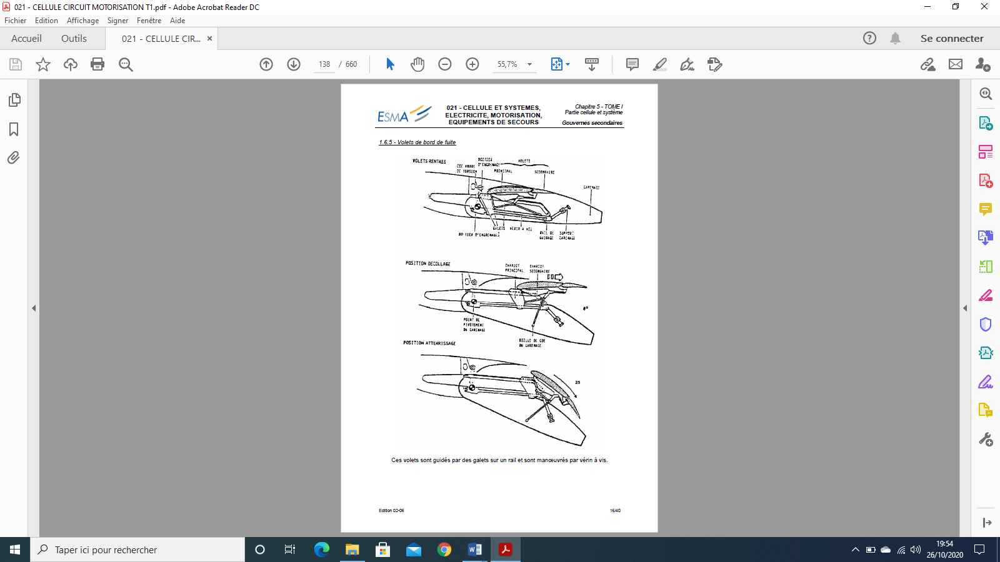 021 - CELLULE CIRCUIT MOTORISATION T1.pdf - Adobe Acrobat Reader DC
Fichier Edition Affichage Signer Fenêtre Aide
Accueil Outils 021 - CELLULE CIR... ×
Se connecter
138 / 660 55,7%
ESMA
021 - CELLULE ET SYSTEMES,
ELECTRICITE, MOTORISATION,
EQUIPEMENTS DE SECOURS
Chapitre 5 - TOME I
Partie cellule et système
Gouvernes secondaires
1.6.5 - Volets de bord de fuite
VOLETS RENTRES
CDE ARBRE
DE TORSION
BOITIER
D'ENGRENAGE
VOLETS
PRINCIPAL
SECONDAIRE
CARENAGE
BOITIER D'ENGRENAGES
GALETS
VERIN A VIS
RAIL DE
GUIDAGE
SUPPORT
CARENAGE
POSITION DECOLLAGE
CHARIOT
PRINCIPAL
CHARIOT
SECONDAIRE
8°
POINT DE
PIVOTEMENT
DU CARENAGE
BIELLE DE CDE
DU CARENAGE
POSITION ATTERRISSAGE
25
Ces volets sont guidés par des galets sur un rail et sont manœuvrés par vérin à vis.
Edition 02-06
16/40
Taper ici pour rechercher
19:54
26/10/2020